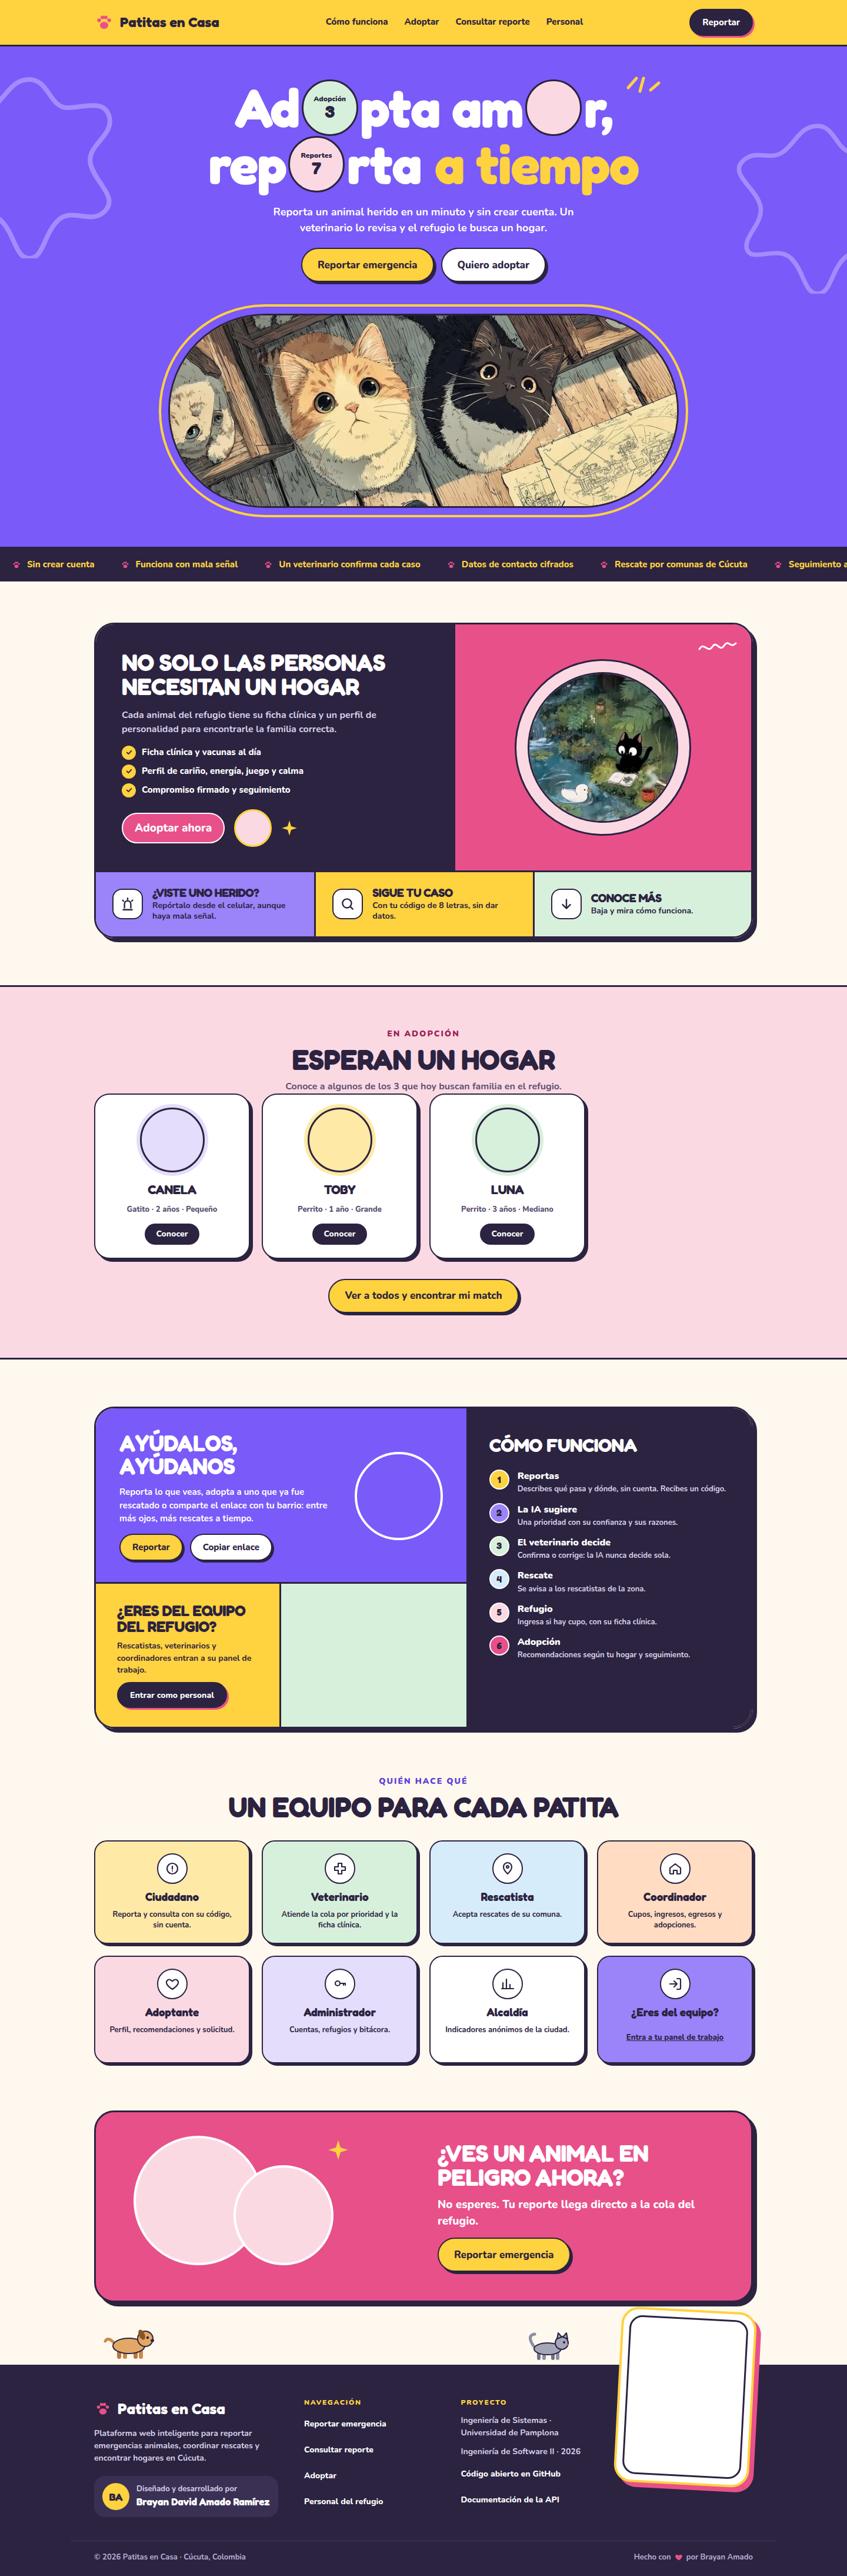 Patitas en Casa
Cómo funciona
Adoptar
Consultar reporte
Personal
Reportar
Ad
Adopción
3
pta am
r,
rep
Reportes
7
rta a tiempo
Reporta un animal herido en un minuto y sin crear cuenta. Un
veterinario lo revisa y el refugio le busca un hogar.
Reportar emergencia
Quiero adoptar
Sin crear cuenta
Funciona con mala señal
Un veterinario confirma cada caso
Datos de contacto cifrados
Rescate por comunas de Cúcuta
Seguimiento a
NO SOLO LAS PERSONAS
NECESITAN UN HOGAR
Cada animal del refugio tiene su ficha clínica y un perfil de
personalidad para encontrarle la familia correcta.
Ficha clínica y vacunas al día
Perfil de cariño, energía, juego y calma
Compromiso firmado y seguimiento
Adoptar ahora
¿VISTE UNO HERIDO?
Repórtalo desde el celular, aunque
haya mala señal.
SIGUE TU CASO
Con tu código de 8 letras, sin dar
datos.
CONOCE MÁS
Baja y mira cómo funciona.
EN ADOPCIÓN
ESPERAN UN HOGAR
Conoce a algunos de los 3 que hoy buscan familia en el refugio.
CANELA
Gatito · 2 años · Pequeño
Conocer
TOBY
Perrito · 1 año · Grande
Conocer
LUNA
Perrito · 3 años · Mediano
Conocer
Ver a todos y encontrar mi match
AYÚDALOS,
AYÚDANOS
Reporta lo que veas, adopta a uno que ya fue
rescatado o comparte el enlace con tu barrio: entre
más ojos, más rescates a tiempo.
Reportar
Copiar enlace
¿ERES DEL EQUIPO
DEL REFUGIO?
Rescatistas, veterinarios y
coordinadores entran a su panel de
trabajo.
Entrar como personal
CÓMO FUNCIONA
1
Reportas
Describes qué pasa y dónde, sin cuenta. Recibes un código.
2
La IA sugiere
Una prioridad con su confianza y sus razones.
3
El veterinario decide
Confirma o corrige: la IA nunca decide sola.
4
Rescate
Se avisa a los rescatistas de la zona.
5
Refugio
Ingresa si hay cupo, con su ficha clínica.
6
Adopción
Recomendaciones según tu hogar y seguimiento.
QUIÉN HACE QUÉ
UN EQUIPO PARA CADA PATITA
Ciudadano
Reporta y consulta con su código,
sin cuenta.
Veterinario
Atiende la cola por prioridad y la
ficha clínica.
Rescatista
Acepta rescates de su comuna.
Coordinador
Cupos, ingresos, egresos y
adopciones.
Adoptante
Perfil, recomendaciones y solicitud.
Administrador
Cuentas, refugios y bitácora.
Alcaldía
Indicadores anónimos de la ciudad.
¿Eres del equipo?
Entra a tu panel de trabajo
¿VES UN ANIMAL EN
PELIGRO AHORA?
No esperes. Tu reporte llega directo a la cola del
refugio.
Reportar emergencia
Patitas en Casa
Plataforma web inteligente para reportar
emergencias animales, coordinar rescates y
encontrar hogares en Cúcuta.
BA
Diseñado y desarrollado por
Brayan David Amado Ramírez
NAVEGACIÓN
Reportar emergencia
Consultar reporte
Adoptar
Personal del refugio
PROYECTO
Ingeniería de Sistemas ·
Universidad de Pamplona
Ingeniería de Software II · 2026
Código abierto en GitHub
Documentación de la API
© 2026 Patitas en Casa · Cúcuta, Colombia
Hecho con por Brayan Amado